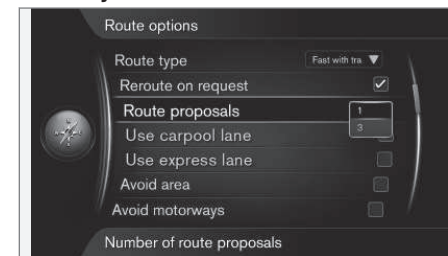 Route options
Route type Fast with tra
Reroute on request
Route proposals 1
3
Use carpool lane
Use express lane
Avoid area
Avoid motorways
Number of route proposals